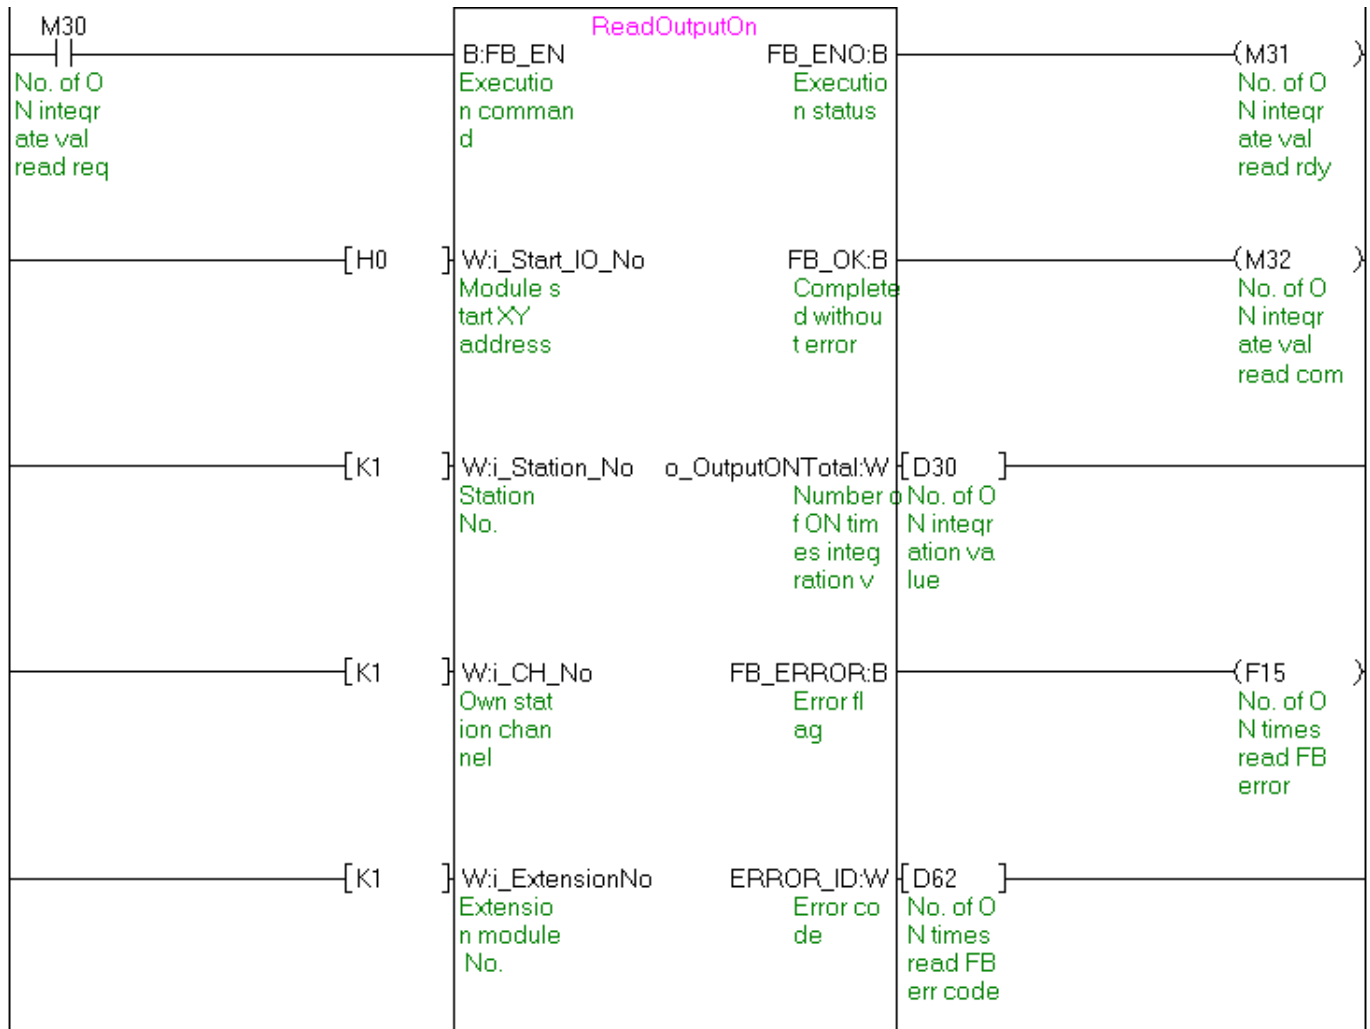 M30
ReadOutputOn
B:FB_EN
FB_ENO:B
(M31 )
No. of O
N integr
ate val
read req
Executio
n comman
d
Executio
n status
No. of O
N integr
ate val
read rdy
[H0 ]
W:i_Start_IO_No
FB_OK:B
(M32 )
Module s
tart XY
address
Complete
d withou
t error
No. of O
N integr
ate val
read com
[K1 ]
W:i_Station_No
o_OutputONTotal:W
[D30 ]
Station
No.
Number o
f ON tim
es integ
ration v
No. of O
N integr
ation va
lue
[K1 ]
W:i_CH_No
FB_ERROR:B
(F15 )
Own stat
ion chan
nel
Error fl
ag
No. of O
N times
read FB
error
[K1 ]
W:i_ExtensionNo
ERROR_ID:W
[D62 ]
Extensio
n module
No.
Error co
de
No. of O
N times
read FB
err code